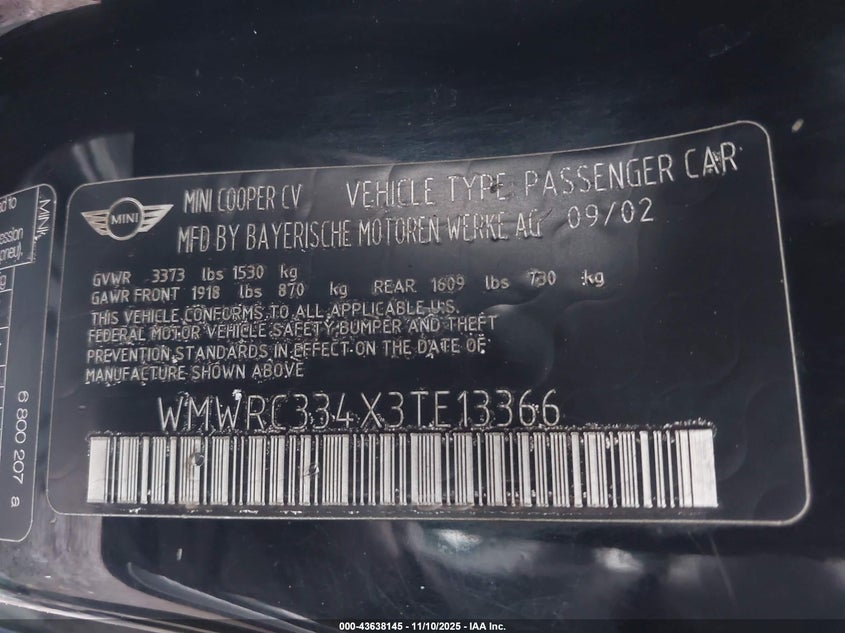 MINI
MINI COOPER CV VEHICLE TYPE PASSENGER CAR
MFD BY BAYERISCHE MOTOREN WERKE AG 09/02
GVWR 3373 lbs 1530 kg
GAWR FRONT 1918 lbs 870 kg REAR 1609 lbs 730 kg
THIS VEHICLE CONFORMS TO ALL APPLICABLE U.S.
FEDERAL MOTOR VEHICLE SAFETY BUMPER AND THEFT
PREVENTION STANDARDS IN EFFECT ON THE DATE OF
MANUFACTURE SHOWN ABOVE
WMWRC334X3TE13366
MINI
6 800 207 a
000-43638145 - 11/10/2025 - IAA Inc.